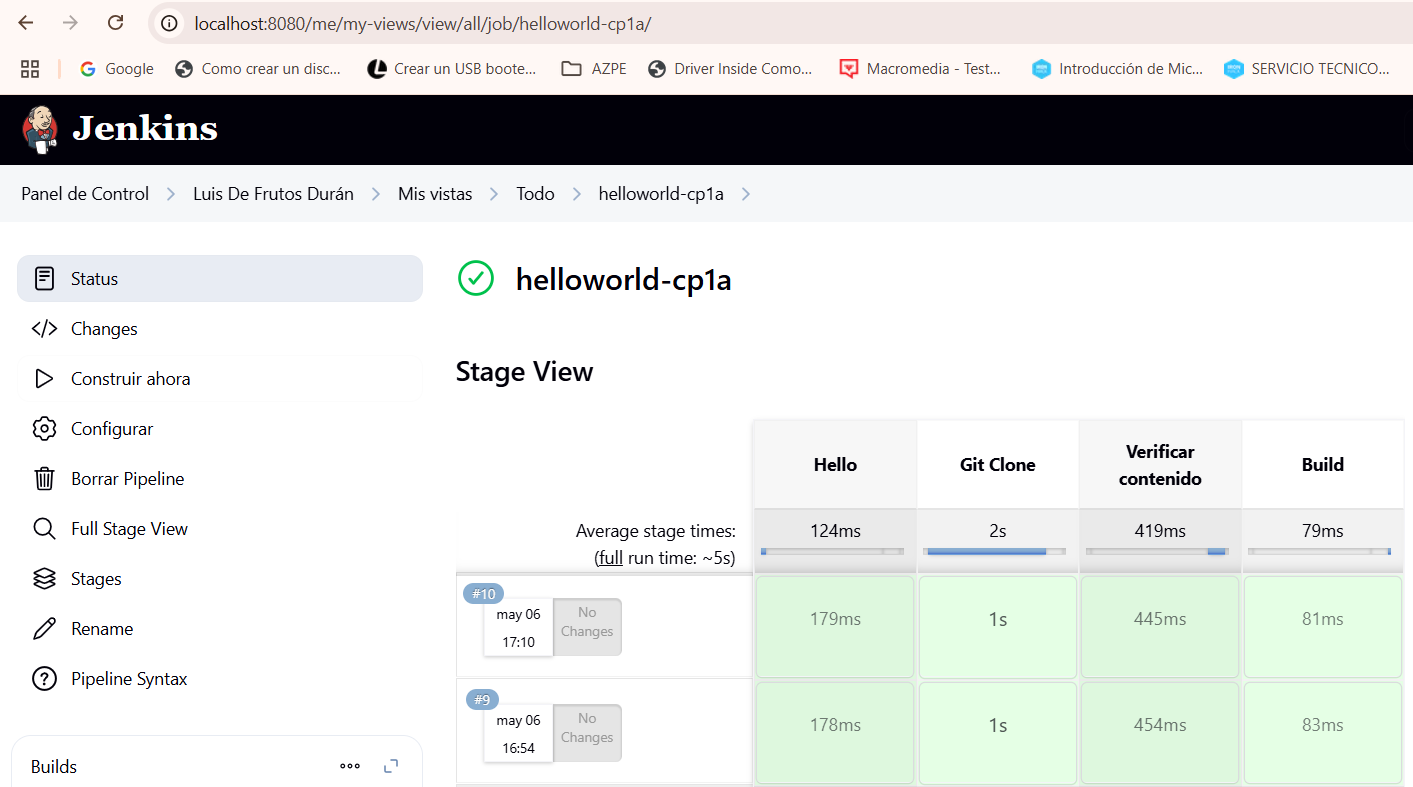 localhost:8080/me/my-views/view/all/job/helloworld-cp1a/
Google
Como crear un disc...
Crear un USB boote...
AZPE
Driver Inside Como...
Macromedia - Test...
Introducción de Mic...
SERVICIO TECNICO...
Jenkins
Panel de Control
Luis De Frutos Durán
Mis vistas
Todo
helloworld-cp1a
Status
Changes
Construir ahora
Configurar
Borrar Pipeline
Full Stage View
Stages
Rename
Pipeline Syntax
Builds
helloworld-cp1a
Stage View
Hello
Git Clone
Verificar
contenido
Build
Average stage times:
(full run time: ~5s)
124ms
2s
419ms
79ms
#10
may 06
17:10
No
Changes
179ms
1s
445ms
81ms
#9
may 06
16:54
No
Changes
178ms
1s
454ms
83ms